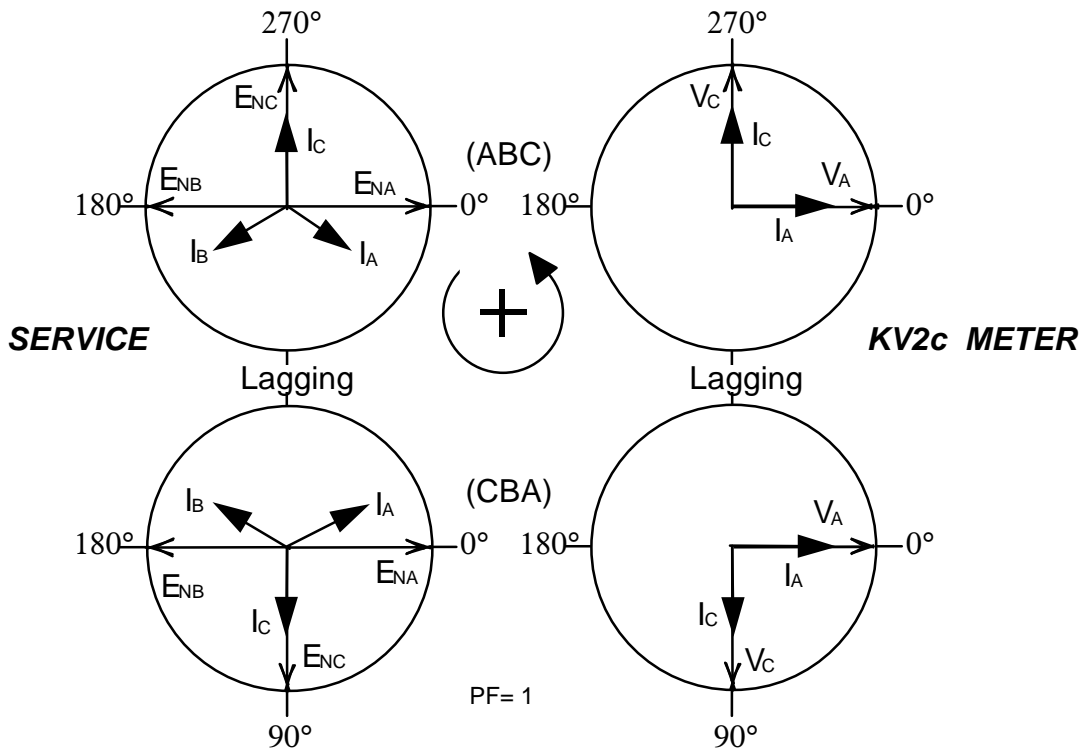 270° 270°
ENC VC
IC IC
(ABC)
ENB ENA VA
180° 0° 180° 0°
IB IA IA
SERVICE + KV2c METER
Lagging Lagging
(CBA)
IB IA VA
180° 0° 180° 0°
ENB ENA IA
IC IC
ENC VC
PF= 1
90° 90°